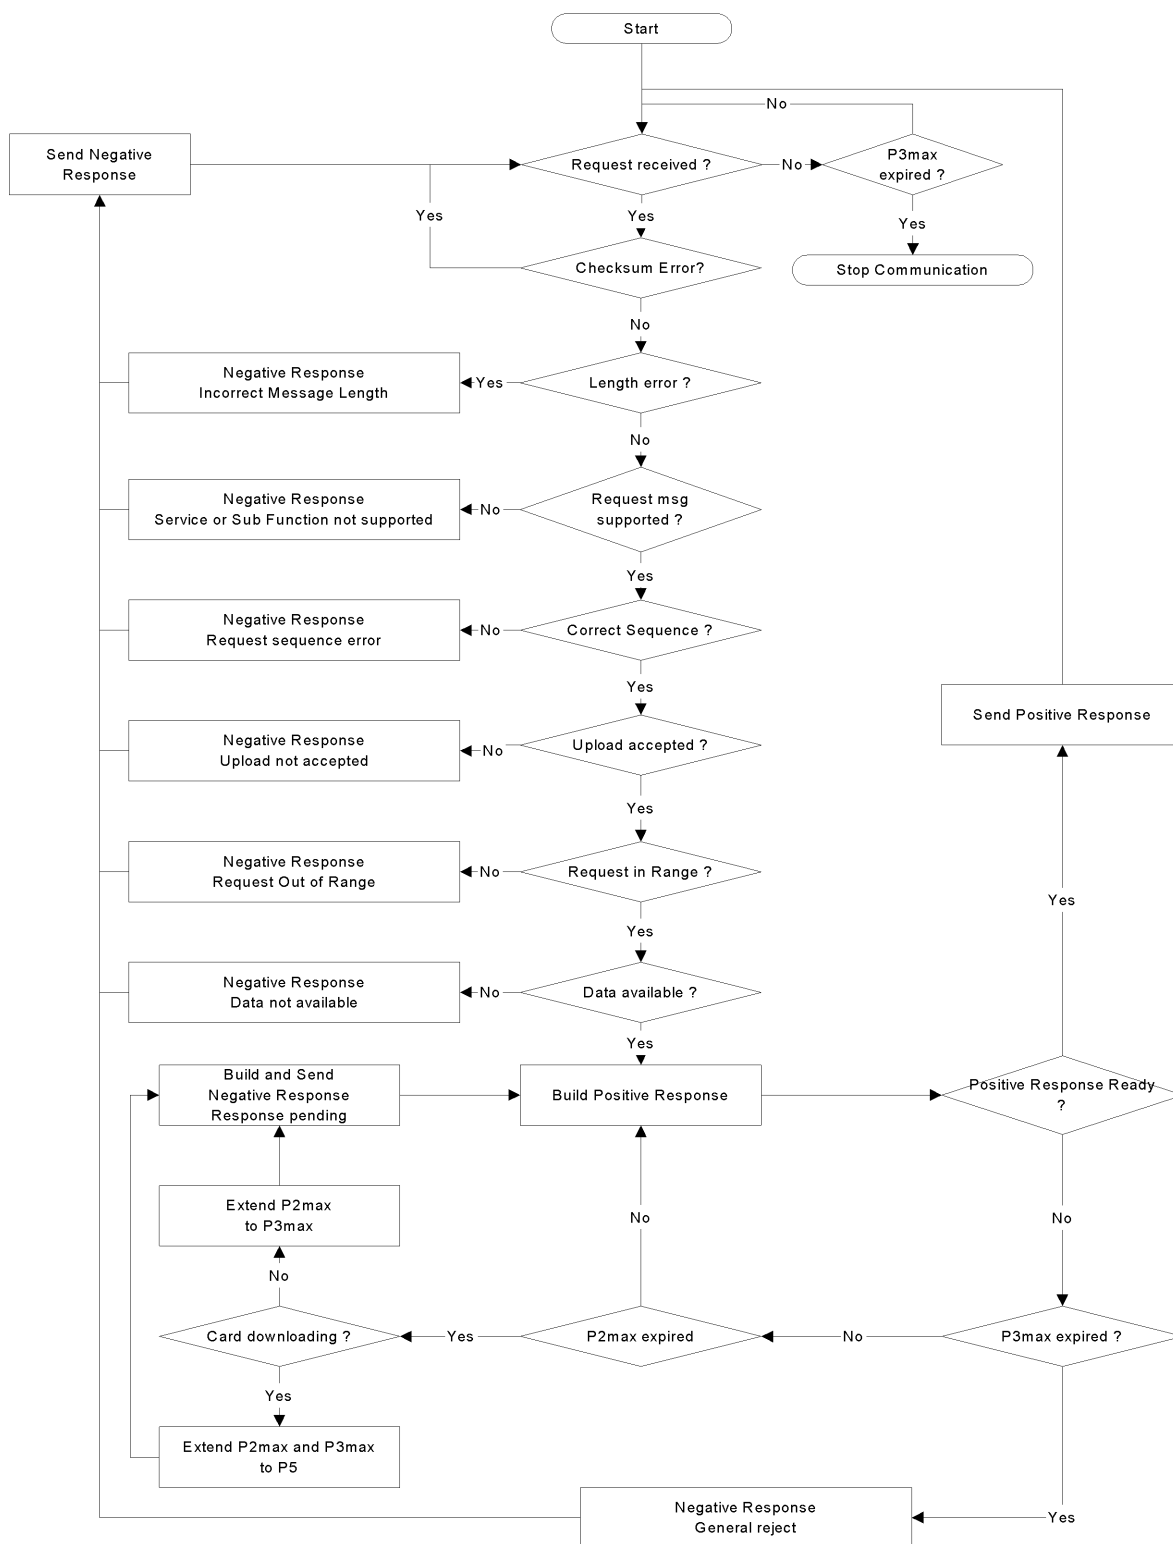 Start
No
Send Negative
Response
Request received ?
No
P3max
expired ?
Yes
Yes
Yes
Checksum Error?
Stop Communication
No
Negative Response
Incorrect Message Length
Yes
Length error ?
No
Negative Response
Service or Sub Function not supported
No
Request msg
supported ?
Yes
Negative Response
Request sequence error
No
Correct Sequence ?
Yes
Send Positive Response
Negative Response
Upload not accepted
No
Upload accepted ?
Yes
Negative Response
Request Out of Range
No
Request in Range ?
Yes
Yes
Negative Response
Data not available
No
Data available ?
Yes
Build and Send
Negative Response
Response pending
Build Positive Response
Positive Response Ready
?
Extend P2max
to P3max
No
No
No
Card downloading ?
Yes
P2max expired
No
P3max expired ?
Yes
Extend P2max and P3max
to P5
Negative Response
General reject
Yes